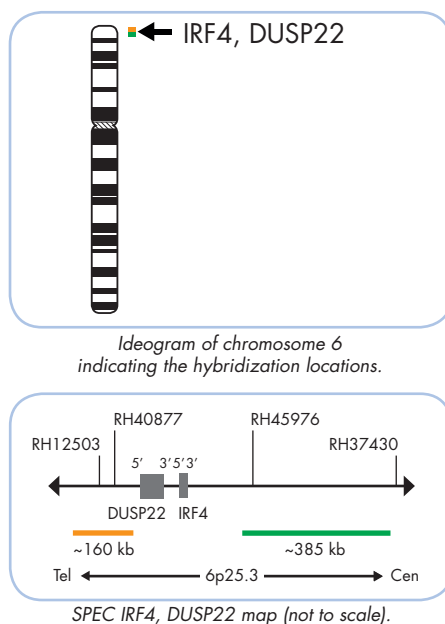 IRF4, DUSP22
Ideogram of chromosome 6
indicating the hybridization locations.
RH40877 RH45976
RH12503 RH37430
5’ 3’ 5’ 3’
DUSP22 IRF4
~160 kb ~385 kb
Tel 6p25.3 Cen
SPEC IRF4, DUSP22 map (not to scale).